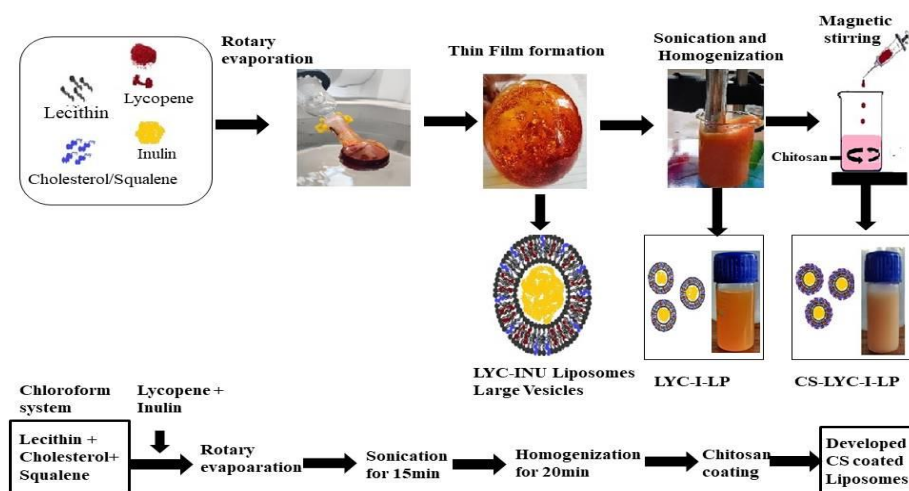 Lecithin
Lycopene
Inulin
Cholesterol/Squalene
Rotary
evaporation
Thin Film formation
Sonication and
Homogenization
Magnetic
stirring
Chitosan
LYC-INU Liposomes
Large Vesicles
LYC-I-LP
CS-LYC-I-LP
Chloroform
system
Lycopene +
Inulin
Lecithin +
Cholesterol+
Squalene
Rotary
evapoaration
Sonication
for 15min
Homogenization
for 20min
Chitosan
coating
Developed
CS coated
Liposomes